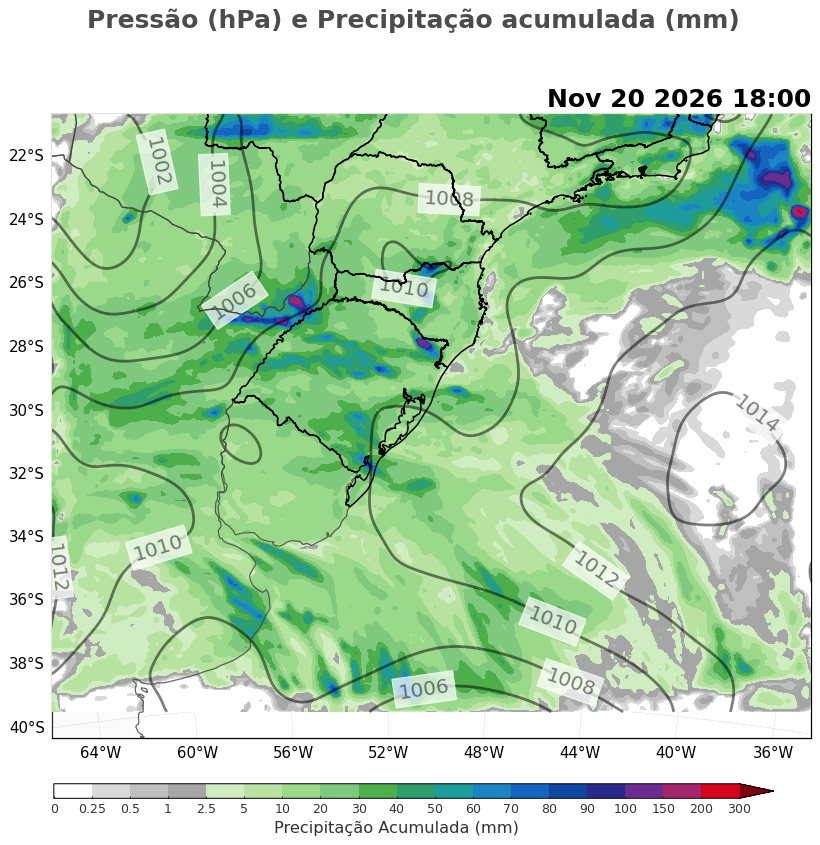 Pressão (hPa) e Precipitação acumulada (mm)
Nov 20 2026 18:00
22°S
24°S
26°S
28°S
30°S
32°S
34°S
36°S
38°S
40°S
1002
1004
1008
1006
1010
1014
1012
1010
1012
1010
1008
1006
64°W 60°W 56°W 52°W 48°W 44°W 40°W 36°W
0 0.25 0.5 1 2.5 5 10 20 30 40 50 60 70 80 90 100 150 200 300
Precipitação Acumulada (mm)